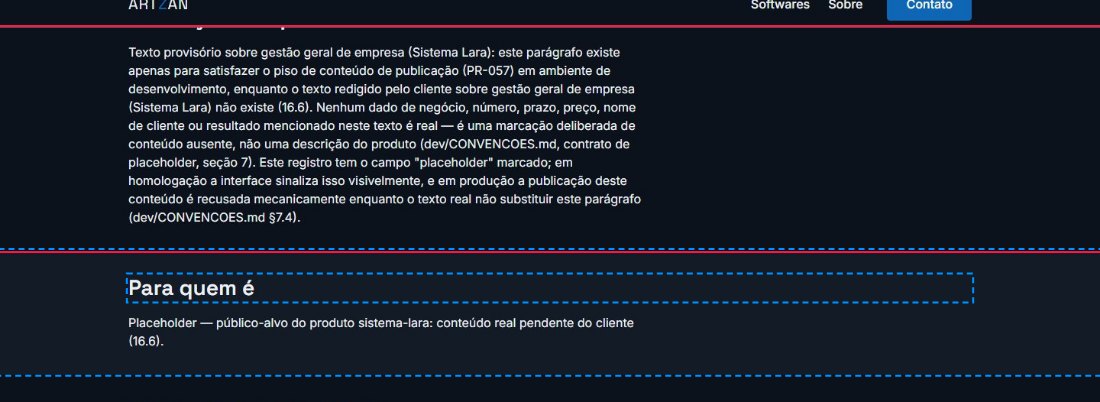 ARTZAN
Softwares Sobre Contato
Texto provisório sobre gestão geral de empresa (Sistema Lara): este parágrafo existe
apenas para satisfazer o piso de conteúdo de publicação (PR-057) em ambiente de
desenvolvimento, enquanto o texto redigido pelo cliente sobre gestão geral de empresa
(Sistema Lara) não existe (16.6). Nenhum dado de negócio, número, prazo, preço, nome
de cliente ou resultado mencionado neste texto é real — é uma marcação deliberada de
conteúdo ausente, não uma descrição do produto (dev/CONVENCOES.md, contrato de
placeholder, seção 7). Este registro tem o campo "placeholder" marcado; em
homologação a interface sinaliza isso visivelmente, e em produção a publicação deste
conteúdo é recusada mecanicamente enquanto o texto real não substituir este parágrafo
(dev/CONVENCOES.md §7.4).
Para quem é
Placeholder — público-alvo do produto sistema-lara: conteúdo real pendente do cliente
(16.6).